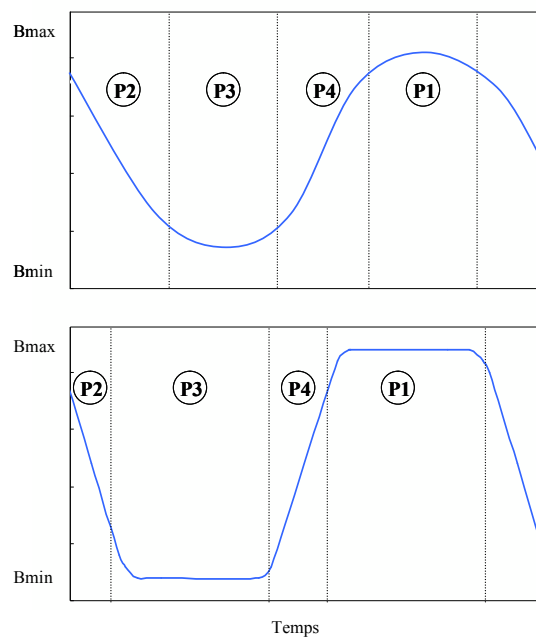 Bmax
P2 P3 P4 P1
Bmin
Bmax
P2 P3 P4 P1
Bmin
Temps